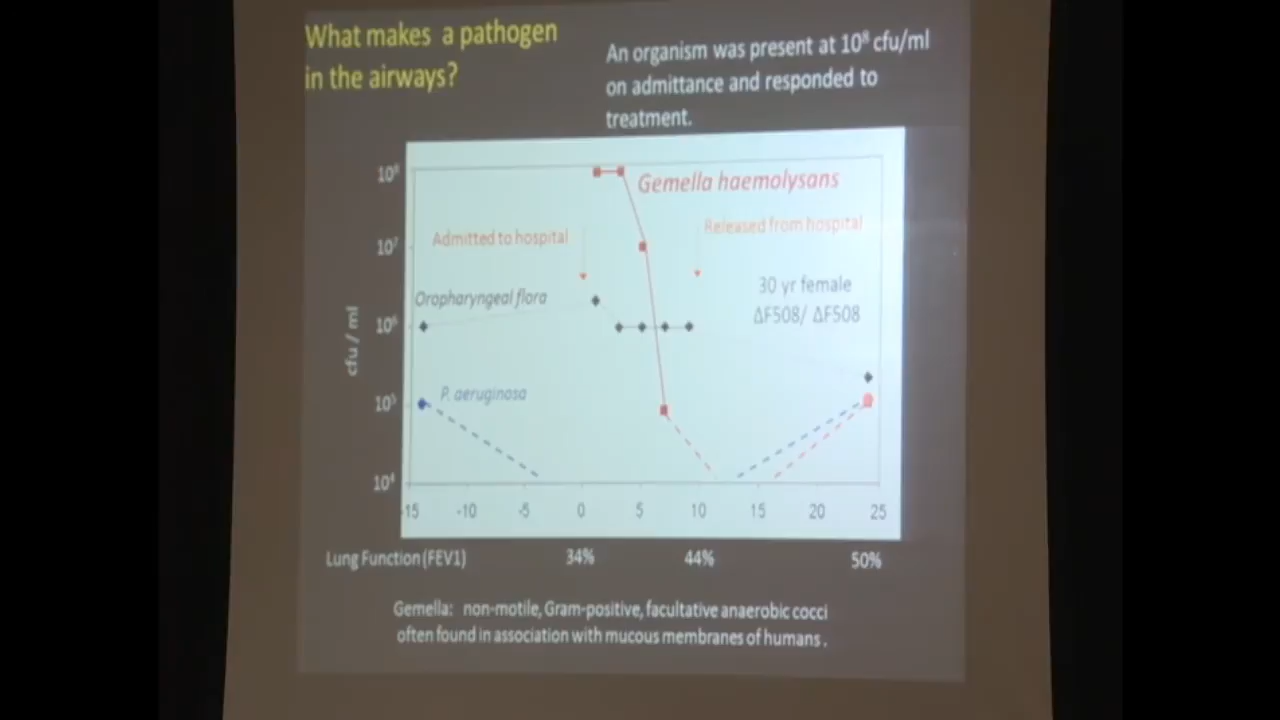 What makes a pathogen
in the airways?
An organism was present at 10⁸ cfu/ml
on admittance and responded to
treatment.
10⁸
Gemella haemolysans
Released from hospital
Admitted to hospital
10⁷
30 yr female
ΔF508/ ΔF508
Oropharyngeal flora
10⁶
cfu / ml
P. aeruginosa
10⁵
10⁴
-15 -10 -5 0 5 10 15 20 25
Lung Function (FEV1) 34% 44% 50%
Gemella: non-motile, Gram-positive, facultative anaerobic cocci
often found in association with mucous membranes of humans.